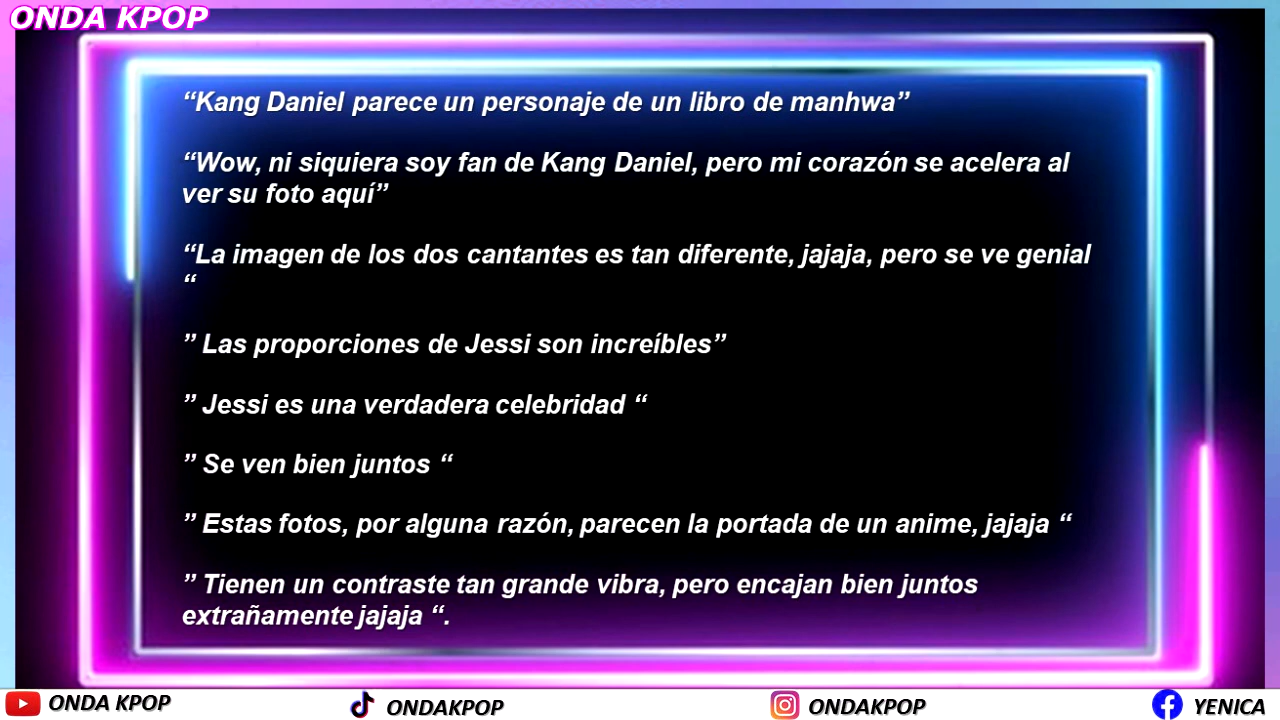 ONDA KPOP
“Kang Daniel parece un personaje de un libro de manhwa”
“Wow, ni siquiera soy fan de Kang Daniel, pero mi corazón se acelera al
ver su foto aquí”
“La imagen de los dos cantantes es tan diferente, jajaja, pero se ve genial
“
” Las proporciones de Jessi son increíbles”
” Jessi es una verdadera celebridad “
” Se ven bien juntos “
” Estas fotos, por alguna razón, parecen la portada de un anime, jajaja “
” Tienen un contraste tan grande vibra, pero encajan bien juntos
extrañamente jajaja “.
ONDA KPOP
ONDAKPOP
ONDAKPOP
YENICA